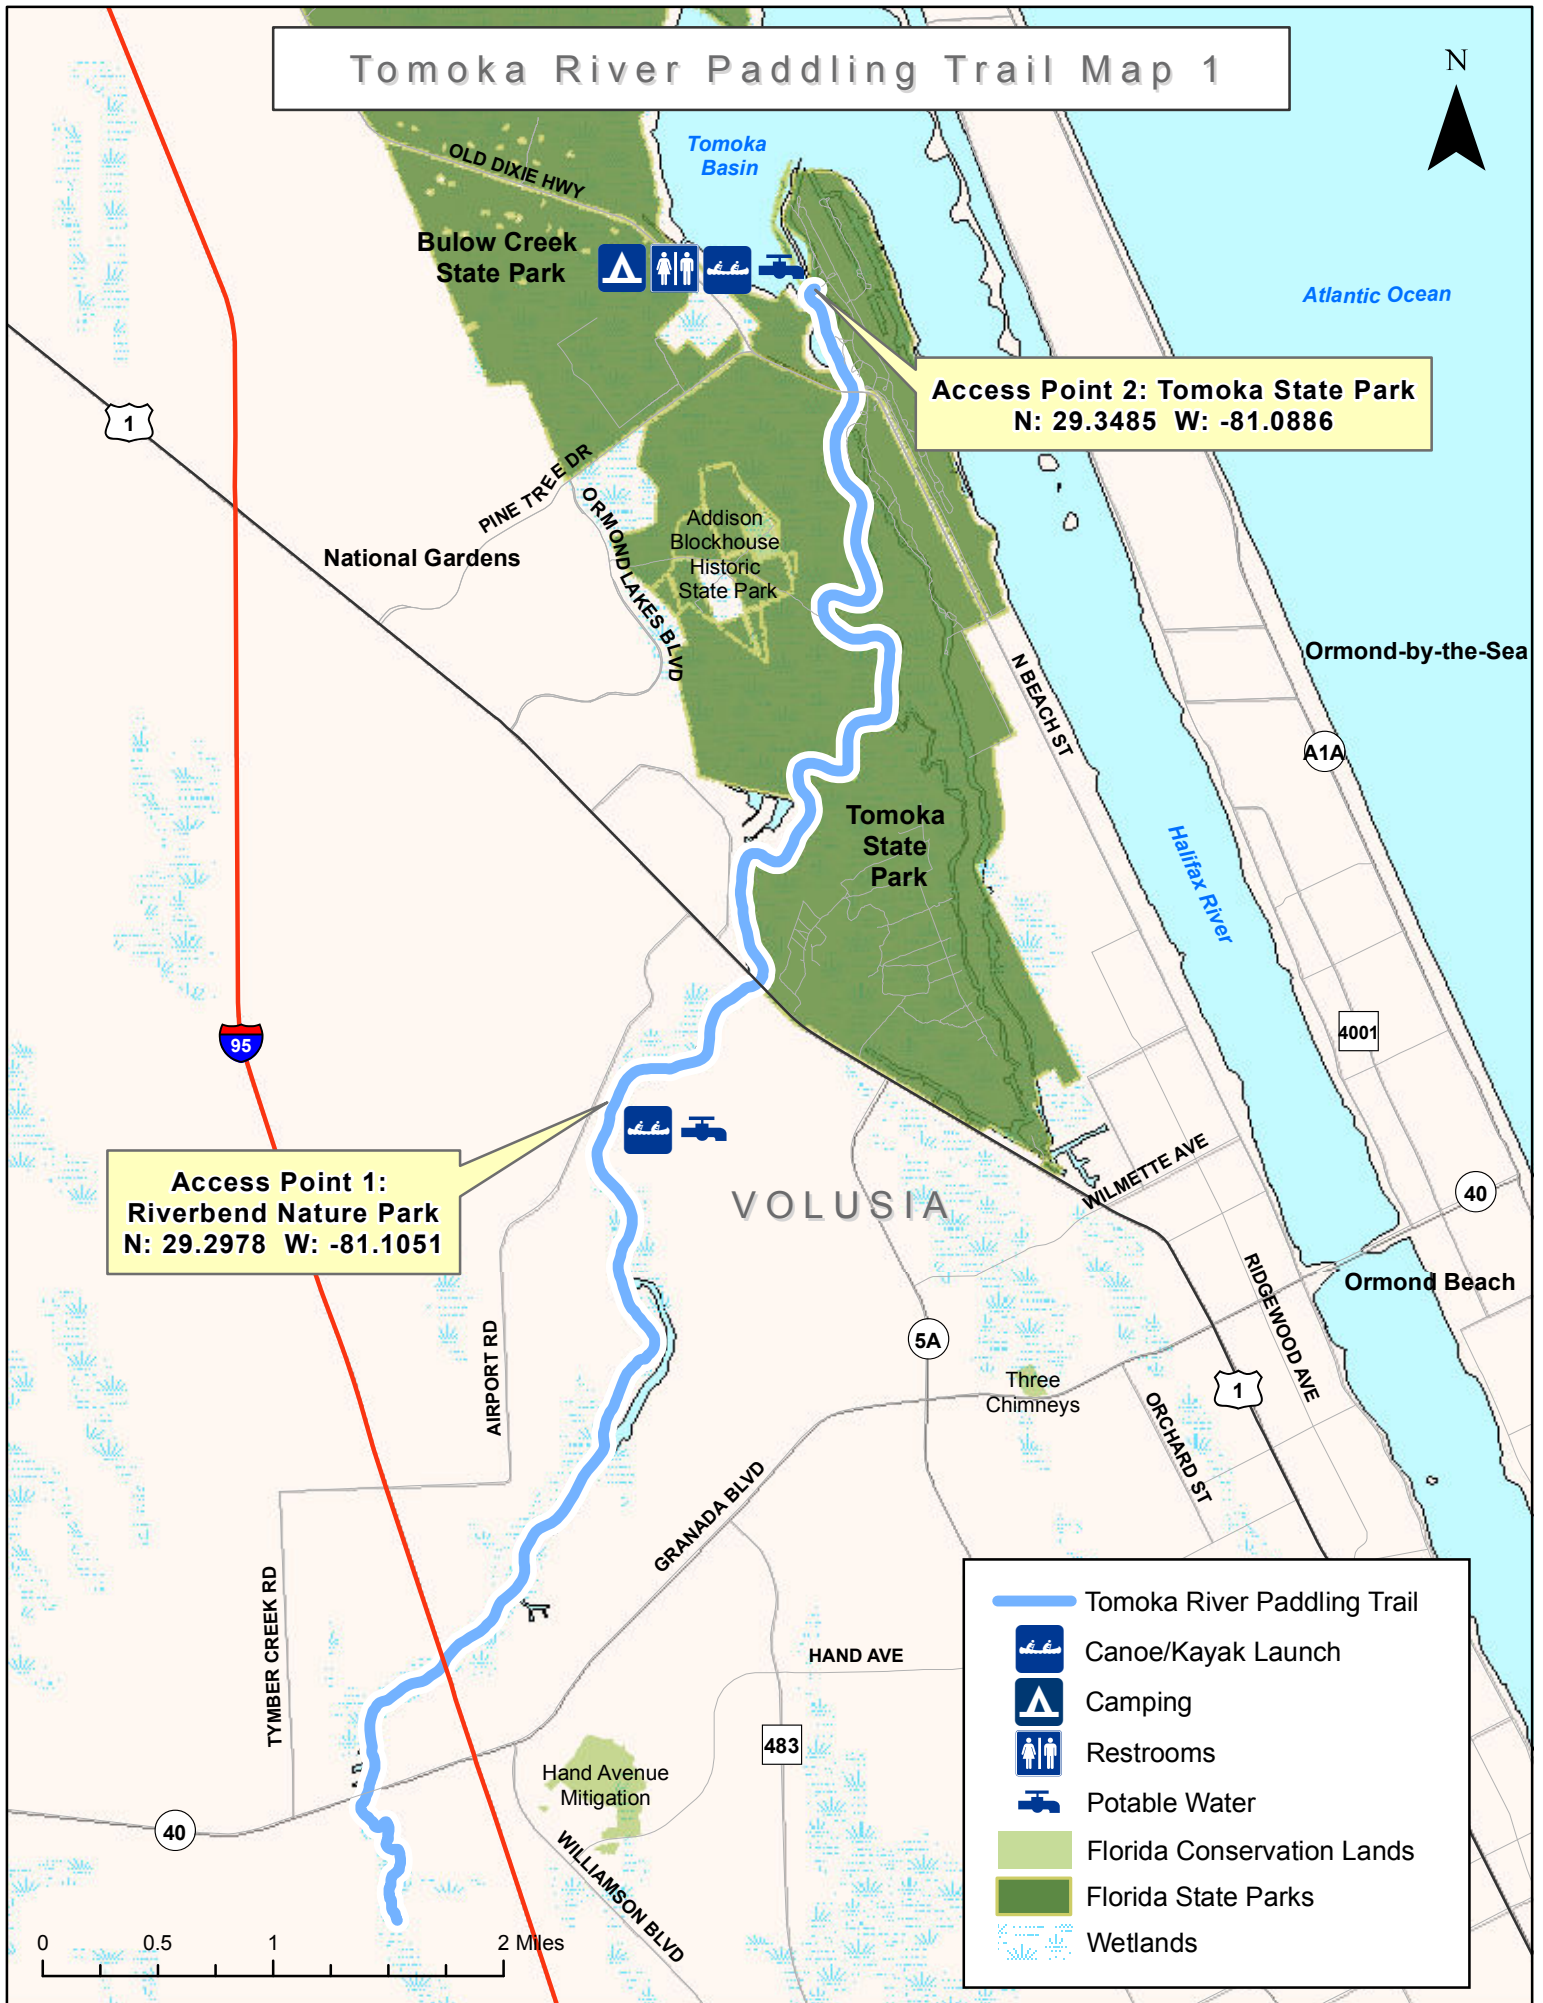 Tomoka River Paddling Trail Map 1
N
Tomoka
Basin
OLD DIXIE HWY
Bulow Creek
State Park
Atlantic Ocean
Access Point 2: Tomoka State Park
N: 29.3485 W: -81.0886
1
PINE TREE DR
ORMOND LAKES BLVD
National Gardens
Addison
Blockhouse
Historic
State Park
Ormond-by-the-Sea
N BEACH ST
A1A
Tomoka
State
Park
Halifax River
4001
95
Access Point 1:
Riverbend Nature Park
N: 29.2978 W: -81.1051
VOLUSIA
WILMETTE AVE
40
RIDGEWOOD AVE
Ormond Beach
AIRPORT RD
5A
Three
Chimneys
1
ORCHARD ST
GRANADA BLVD
TYMBER CREEK RD
HAND AVE
483
Hand Avenue
Mitigation
40
WILLIAMSON BLVD
0 0.5 1 2 Miles
Tomoka River Paddling Trail
Canoe/Kayak Launch
Camping
Restrooms
Potable Water
Florida Conservation Lands
Florida State Parks
Wetlands